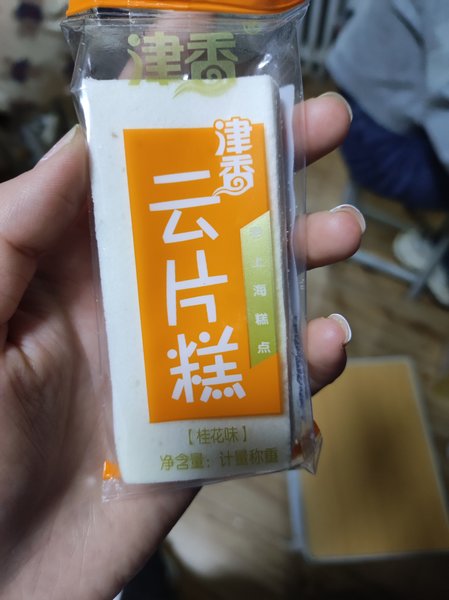 津香
津香
云片糕
老上海糕点
【桂花味】
净含量：计量称重